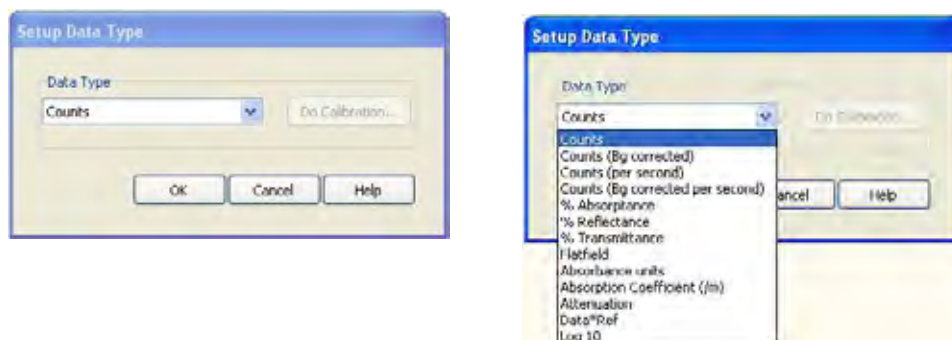 Setup Data Type
Data Type
Counts
Do Calibration...
OK Cancel Help
Setup Data Type
Data Type
Counts
Do Calibration...
Counts
Counts (Bg corrected)
Counts (per second)
Counts (Bg corrected per second)
% Absorptance
% Reflectance
% Transmittance
Flatfield
Absorbance units
Absorption Coefficient (/m)
Attenuation
Data*Ref
Log 10
ancel Help